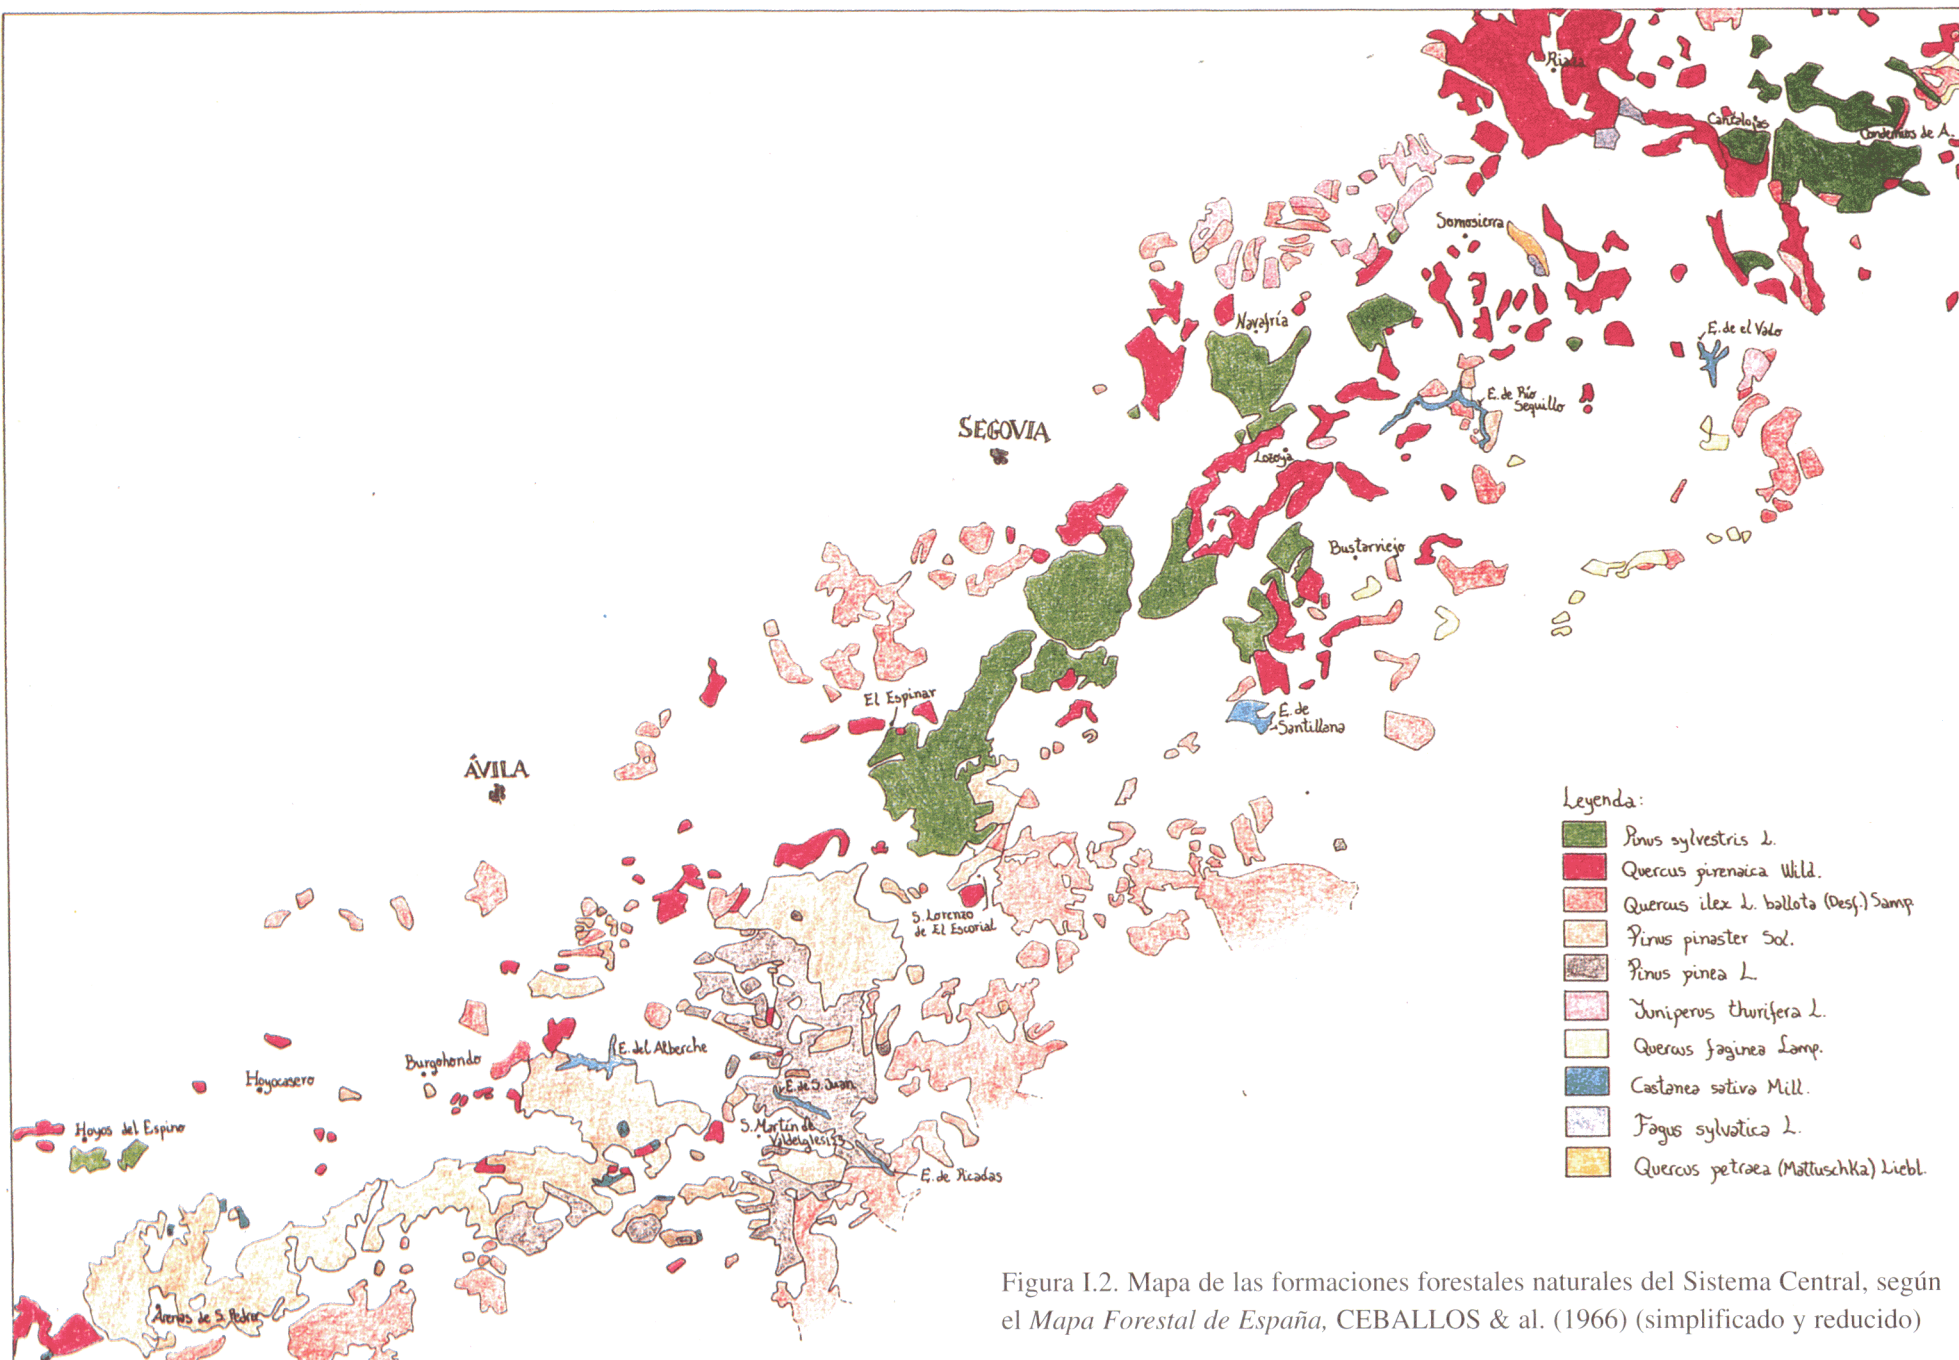 Riaza
Cantalojas
Condemios de A.
Somosierra
Navafría
E. de el Vado
E. de Río
Sequillo
SEGOVIA
Lozoya
Bustarviejo
El Espinar
E. de
Santillana
ÁVILA
S. Lorenzo
de El Escorial
E. del Alberche
Burgohondo
Hoyocasero
E. de S. Juan
Hoyos del Espino
S. Martín de
Valdeiglesias
E. de Picadas
Arenas de S. Pedro
Leyenda:
Pinus sylvestris L.
Quercus pirenaica Wild.
Quercus ilex L. ballota (Desf.) Samp.
Pinus pinaster Sol.
Pinus pinea L.
Juniperus thurifera L.
Quercus faginea Lamp.
Castanea sativa Mill.
Fagus sylvatica L.
Quercus petraea (Mattuschka) Liebl.
Figura I.2. Mapa de las formaciones forestales naturales del Sistema Central, según
el Mapa Forestal de España, CEBALLOS & al. (1966) (simplificado y reducido)